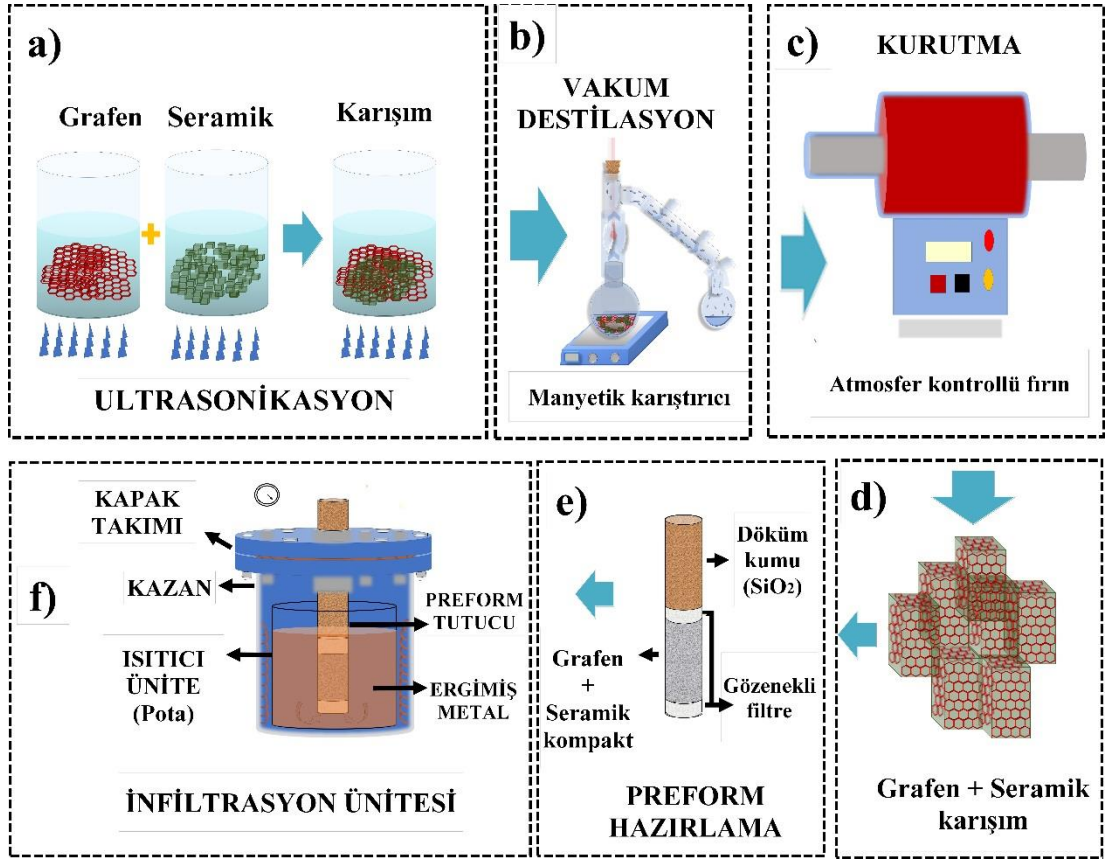 a)
Grafen
Seramik
Karışım
ULTRASONİKASYON
b)
VAKUM
DESTİLASYON
Manyetik karıştırıcı
c)
KURUTMA
Atmosfer kontrollü fırın
d)
Grafen + Seramik
karışım
e)
Döküm
kumu
(SiO₂)
Grafen
+
Seramik
kompakt
Gözenekli
filtre
PREFORM
HAZIRLAMA
f)
KAPAK
TAKIMI
KAZAN
ISITICI
ÜNİTE
(Pota)
PREFORM
TUTUCU
ERGİMİŞ
METAL
İNFİLTRASYON ÜNİTESİ